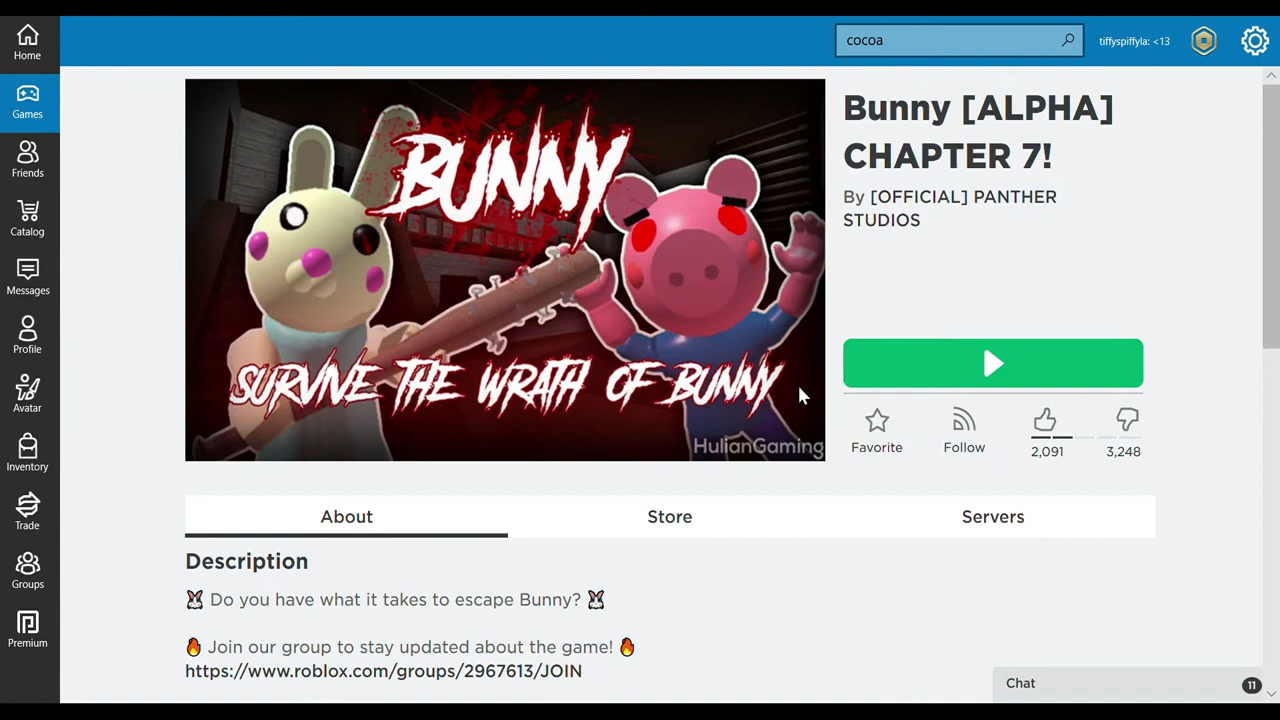 cocoa
tiffyspiffyla: <13
Home
Games
Friends
Catalog
Messages
Profile
Avatar
Inventory
Trade
Groups
Premium
BUNNY
SURVIVE THE WRATH OF BUNNY
HulianGaming
Bunny [ALPHA]
CHAPTER 7!
By [OFFICIAL] PANTHER
STUDIOS
Favorite
Follow
2,091
3,248
About
Store
Servers
Description
🐰 Do you have what it takes to escape Bunny? 🐰
🔥 Join our group to stay updated about the game! 🔥
https://www.roblox.com/groups/2967613/JOIN
Chat
11